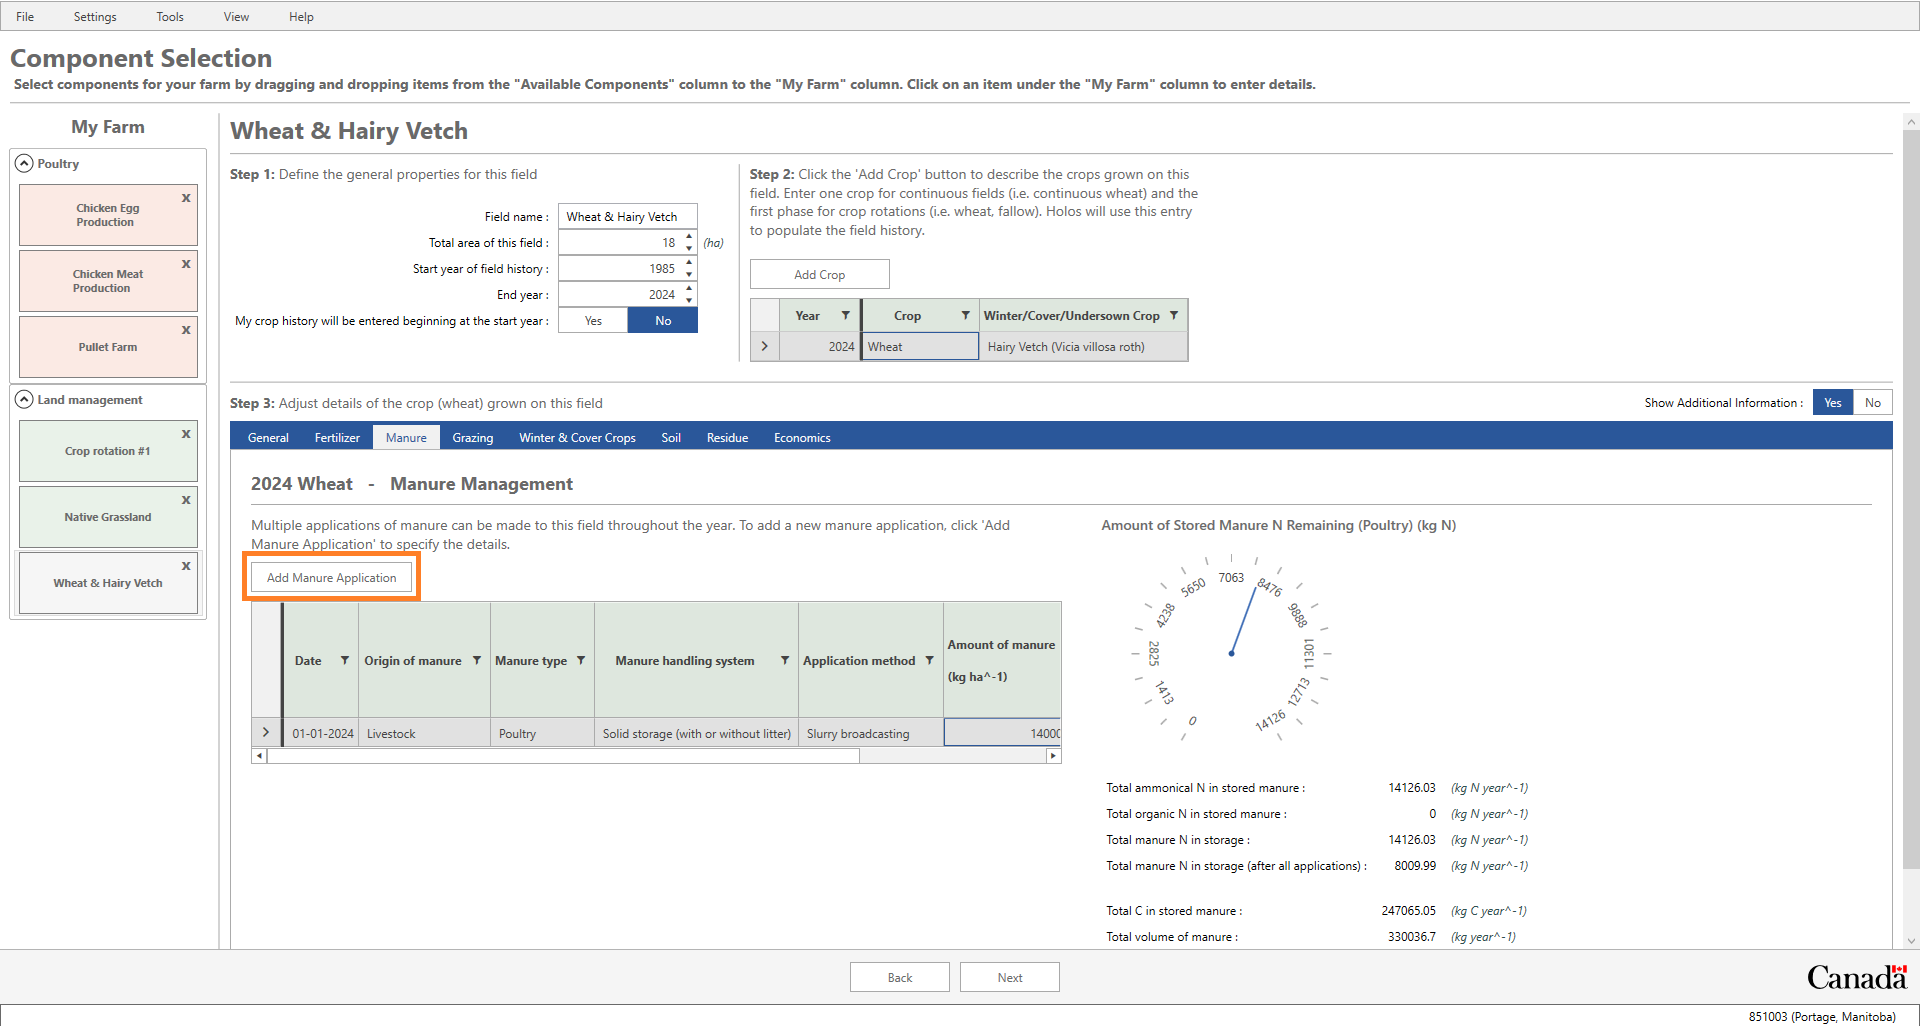 File Settings Tools View Help
Component Selection
Select components for your farm by dragging and dropping items from the "Available Components" column to the "My Farm" column. Click on an item under the "My Farm" column to enter details.
My Farm
Poultry
x
Chicken Egg
Production
x
Chicken Meat
Production
x
Pullet Farm
Land management
x
Crop rotation #1
x
Native Grassland
x
Wheat & Hairy Vetch
Wheat & Hairy Vetch
Step 1: Define the general properties for this field
Field name : Wheat & Hairy Vetch
Total area of this field : 18 (ha)
Start year of field history : 1985
End year : 2024
My crop history will be entered beginning at the start year : Yes No
Step 2: Click the 'Add Crop' button to describe the crops grown on this
field. Enter one crop for continuous fields (i.e. continuous wheat) and the
first phase for crop rotations (i.e. wheat, fallow). Holos will use this entry
to populate the field history.
Add Crop
Year Crop Winter/Cover/Undersown Crop
2024 Wheat Hairy Vetch (Vicia villosa roth)
Step 3: Adjust details of the crop (wheat) grown on this field
Show Additional Information : Yes No
General Fertilizer Manure Grazing Winter & Cover Crops Soil Residue Economics
2024 Wheat - Manure Management
Multiple applications of manure can be made to this field throughout the year. To add a new manure application, click 'Add
Manure Application' to specify the details.
Add Manure Application
Date Origin of manure Manure type Manure handling system Application method Amount of manure
(kg ha^-1)
01-01-2024 Livestock Poultry Solid storage (with or without litter) Slurry broadcasting 14000
Amount of Stored Manure N Remaining (Poultry) (kg N)
0
1413
2825
4238
5650
7063
8476
9888
11301
12713
14126
Total ammonical N in stored manure : 14126.03 (kg N year^-1)
Total organic N in stored manure : 0 (kg N year^-1)
Total manure N in storage : 14126.03 (kg N year^-1)
Total manure N in storage (after all applications) : 8009.99 (kg N year^-1)
Total C in stored manure : 247065.05 (kg C year^-1)
Total volume of manure : 330036.7 (kg year^-1)
Back Next
Canada
851003 (Portage, Manitoba)